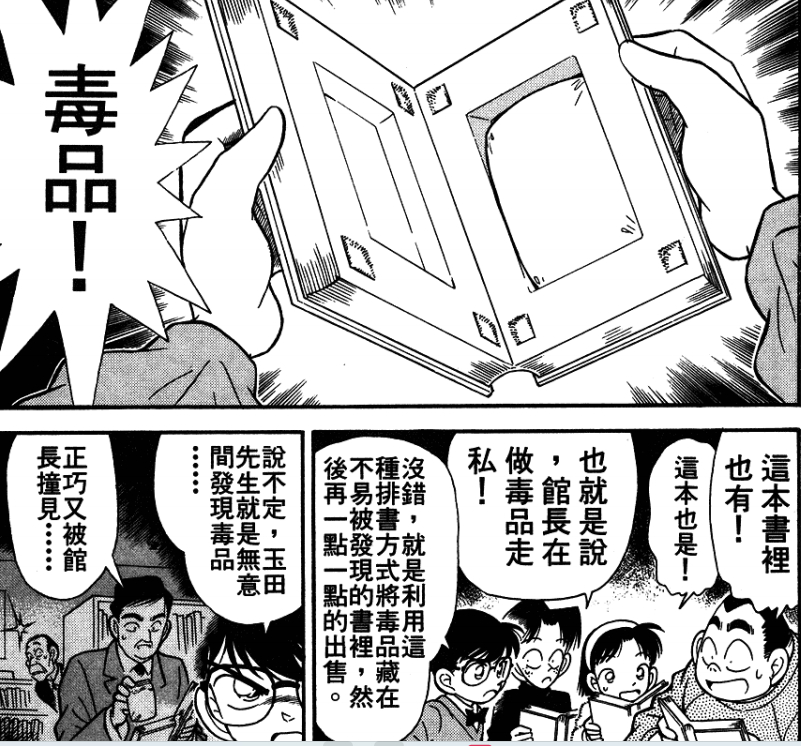 毒品！
這本書裡
也有！
這本也是！
也就是說
，館長在
做毒品走
私！
沒錯，就是利用這
種排書方式將毒品藏在
不易被發現的書裡，然
後再一點一點的出售。
說不定，玉田
先生就是無意
間發現毒品
……
正巧又被館
長撞見……